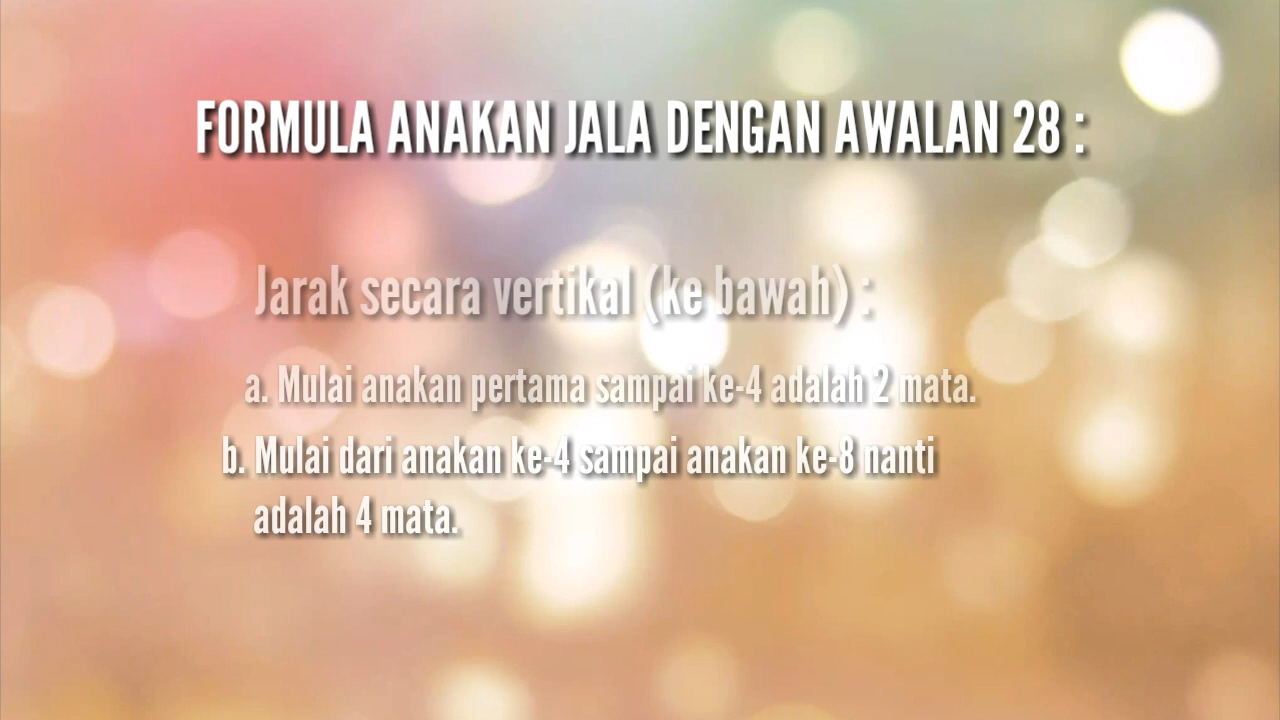 FORMULA ANAKAN JALA DENGAN AWALAN 28 :
Jarak secara vertikal (ke bawah) :
a. Mulai anakan pertama sampai ke-4 adalah 2 mata.
b. Mulai dari anakan ke-4 sampai anakan ke-8 nanti
adalah 4 mata.